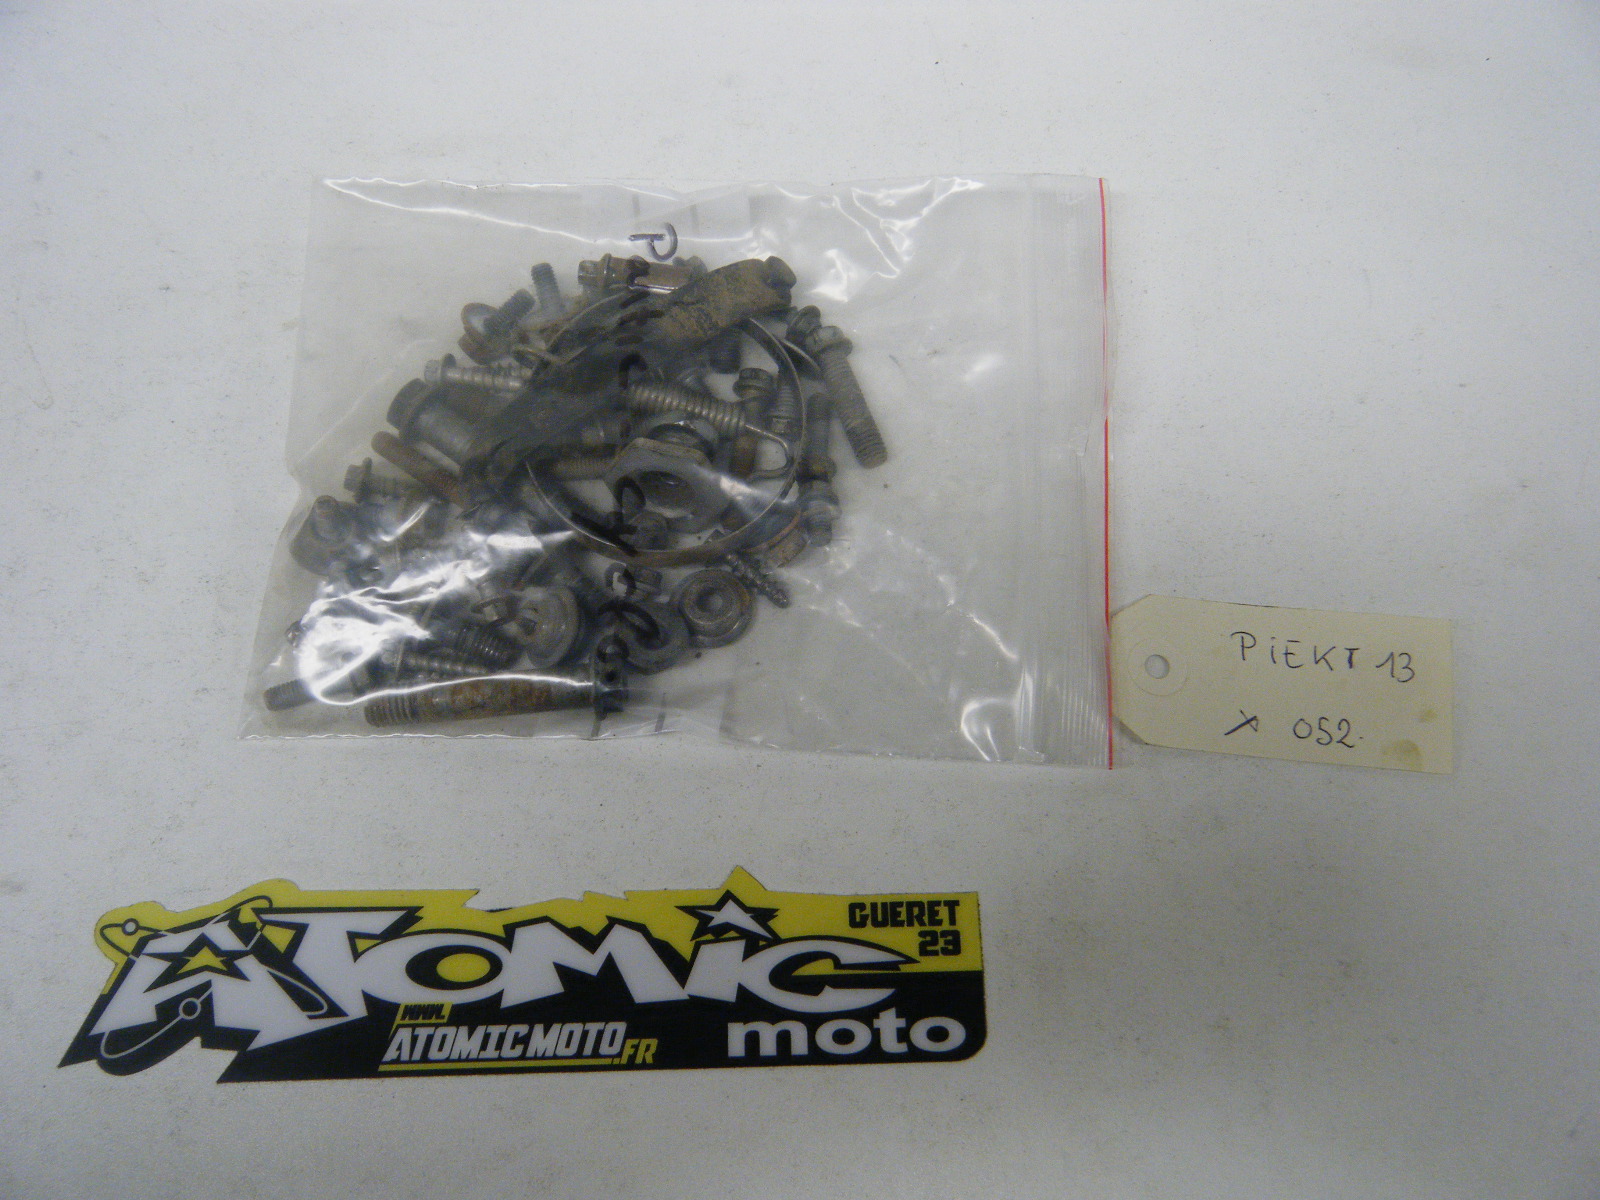 PiEKT 13
x 052.
ATOMiC
GUERET
23
moto
WWW.
ATOMICMOTO.FR